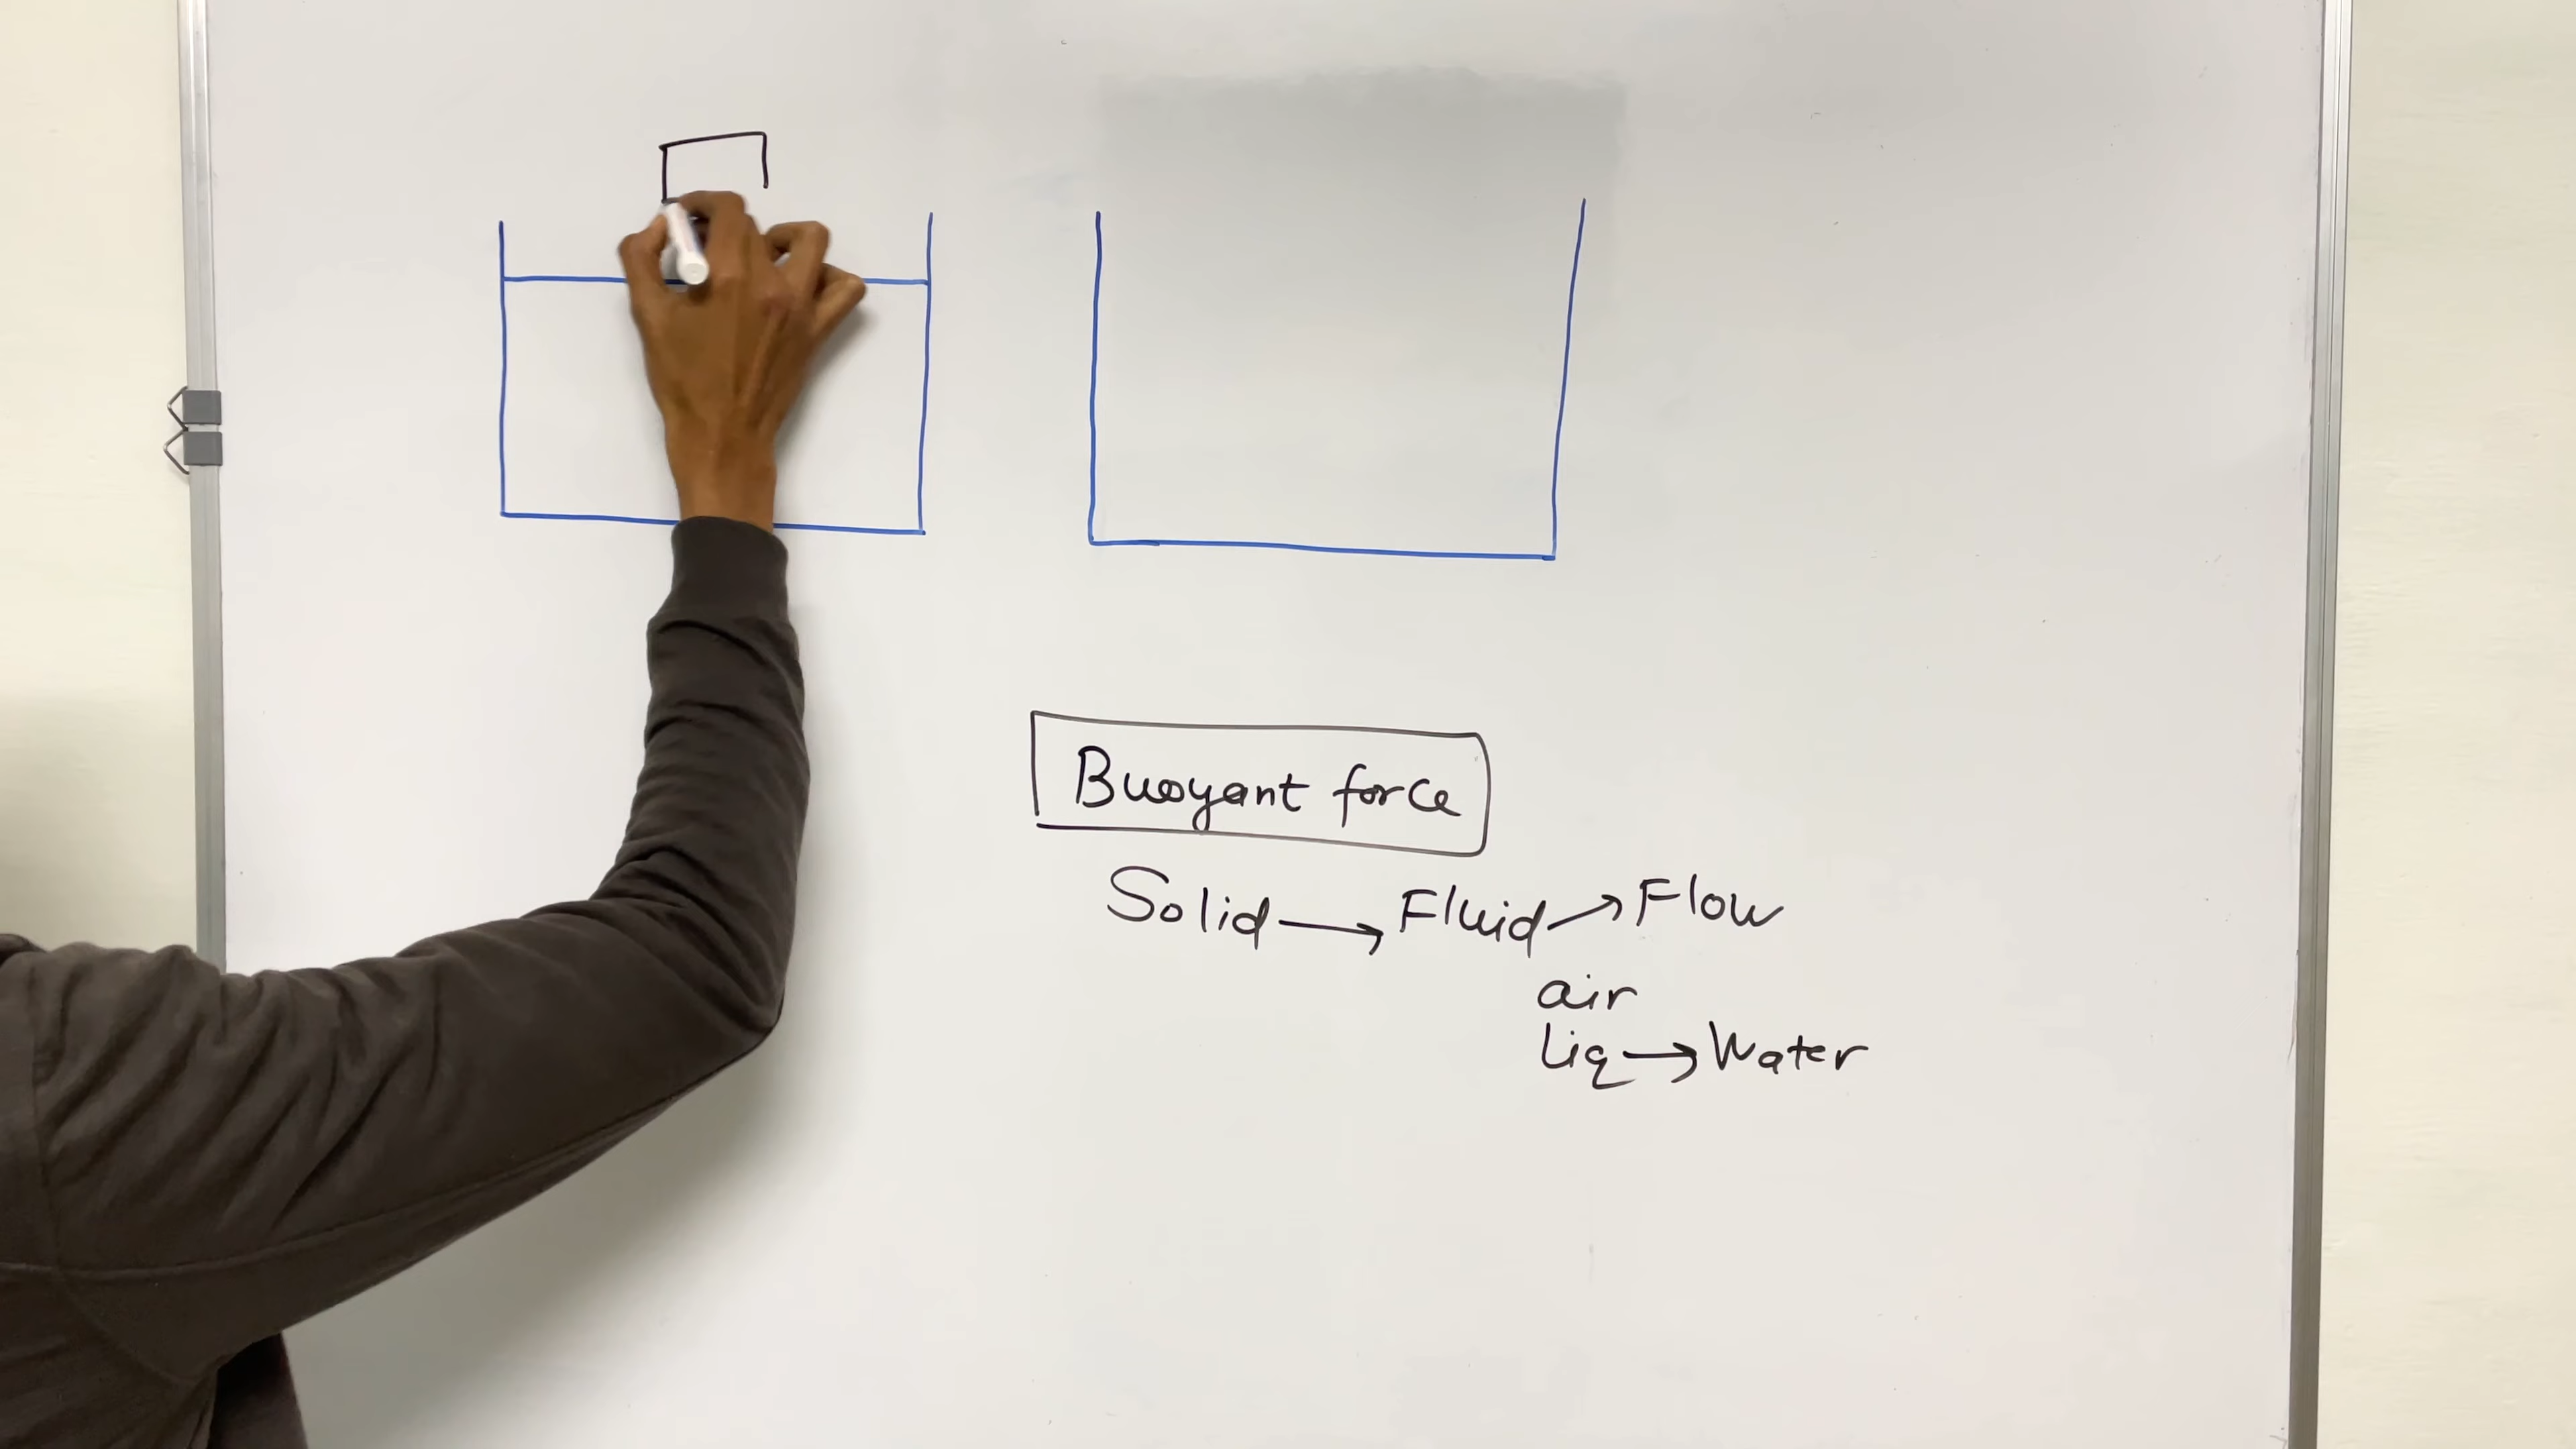 Buoyant force
Solid → Fluid → Flow
air
Liq → Water